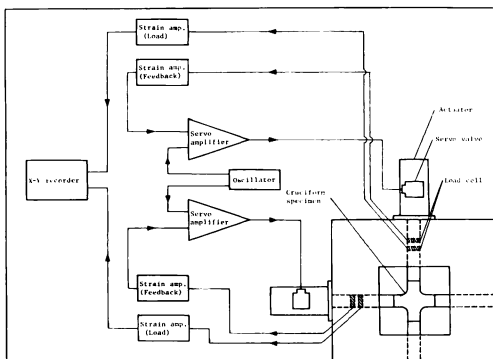 Strain amp.
(Load)
Strain amp.
(Feedback)
Actuator
Servo valve
Servo
amplifier
Load cell
X-Y recorder
Oscillator
Cruciform
specimen
Servo
amplifier
Strain amp.
(Feedback)
Strain amp.
(Load)